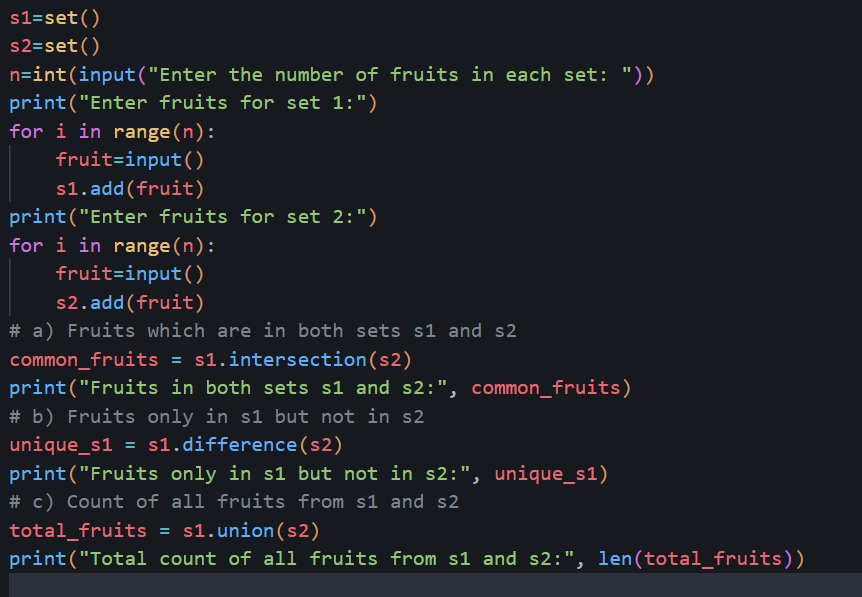 s1=set()
s2=set()
n=int(input("Enter the number of fruits in each set: "))
print("Enter fruits for set 1:")
for i in range(n):
    fruit=input()
    s1.add(fruit)
print("Enter fruits for set 2:")
for i in range(n):
    fruit=input()
    s2.add(fruit)
# a) Fruits which are in both sets s1 and s2
common_fruits = s1.intersection(s2)
print("Fruits in both sets s1 and s2:", common_fruits)
# b) Fruits only in s1 but not in s2
unique_s1 = s1.difference(s2)
print("Fruits only in s1 but not in s2:", unique_s1)
# c) Count of all fruits from s1 and s2
total_fruits = s1.union(s2)
print("Total count of all fruits from s1 and s2:", len(total_fruits))